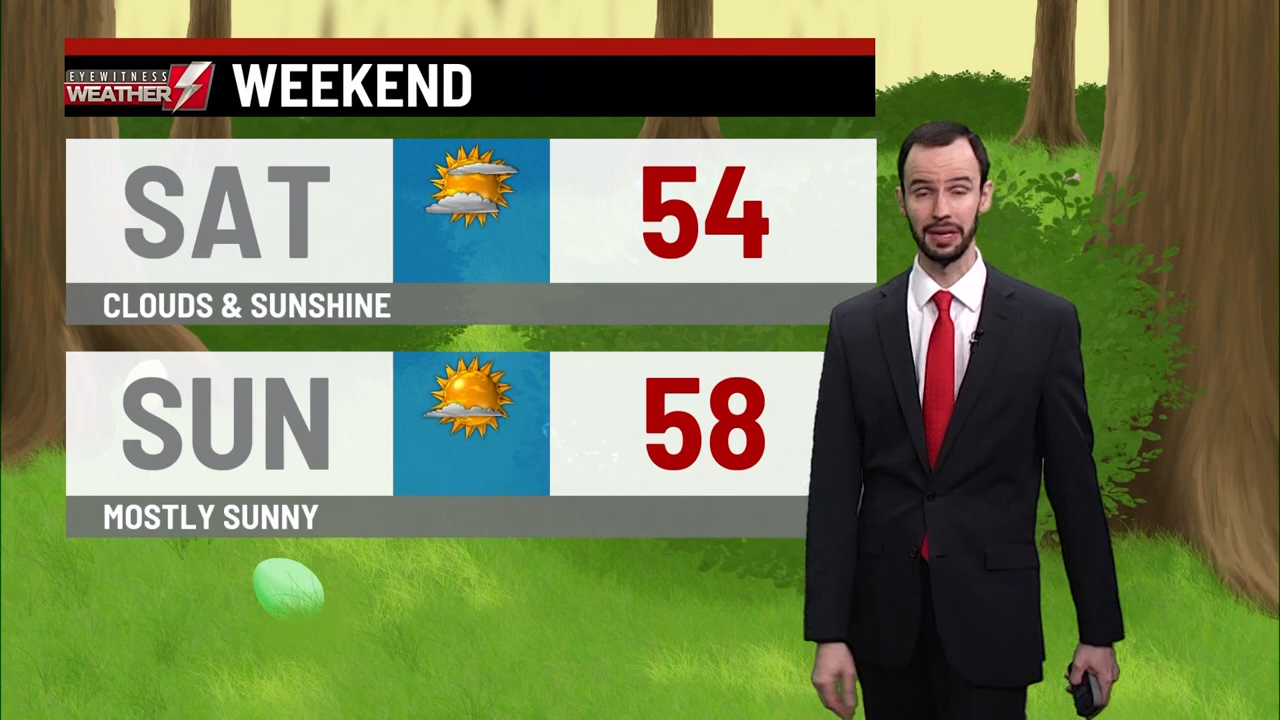 EYEWITNESS
WEATHER
WEEKEND
SAT
54
CLOUDS & SUNSHINE
SUN
58
MOSTLY SUNNY